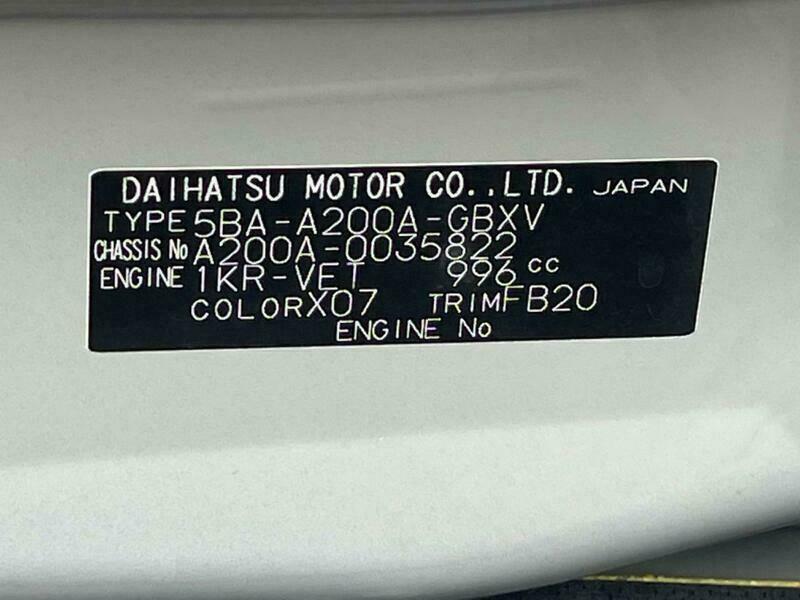 DAIHATSU MOTOR CO.,LTD. JAPAN
TYPE 5BA-A200A-GBXV
CHASSIS No A200A-0035822
ENGINE 1KR-VET 996 cc
COLOR X07 TRIM FB20
ENGINE No